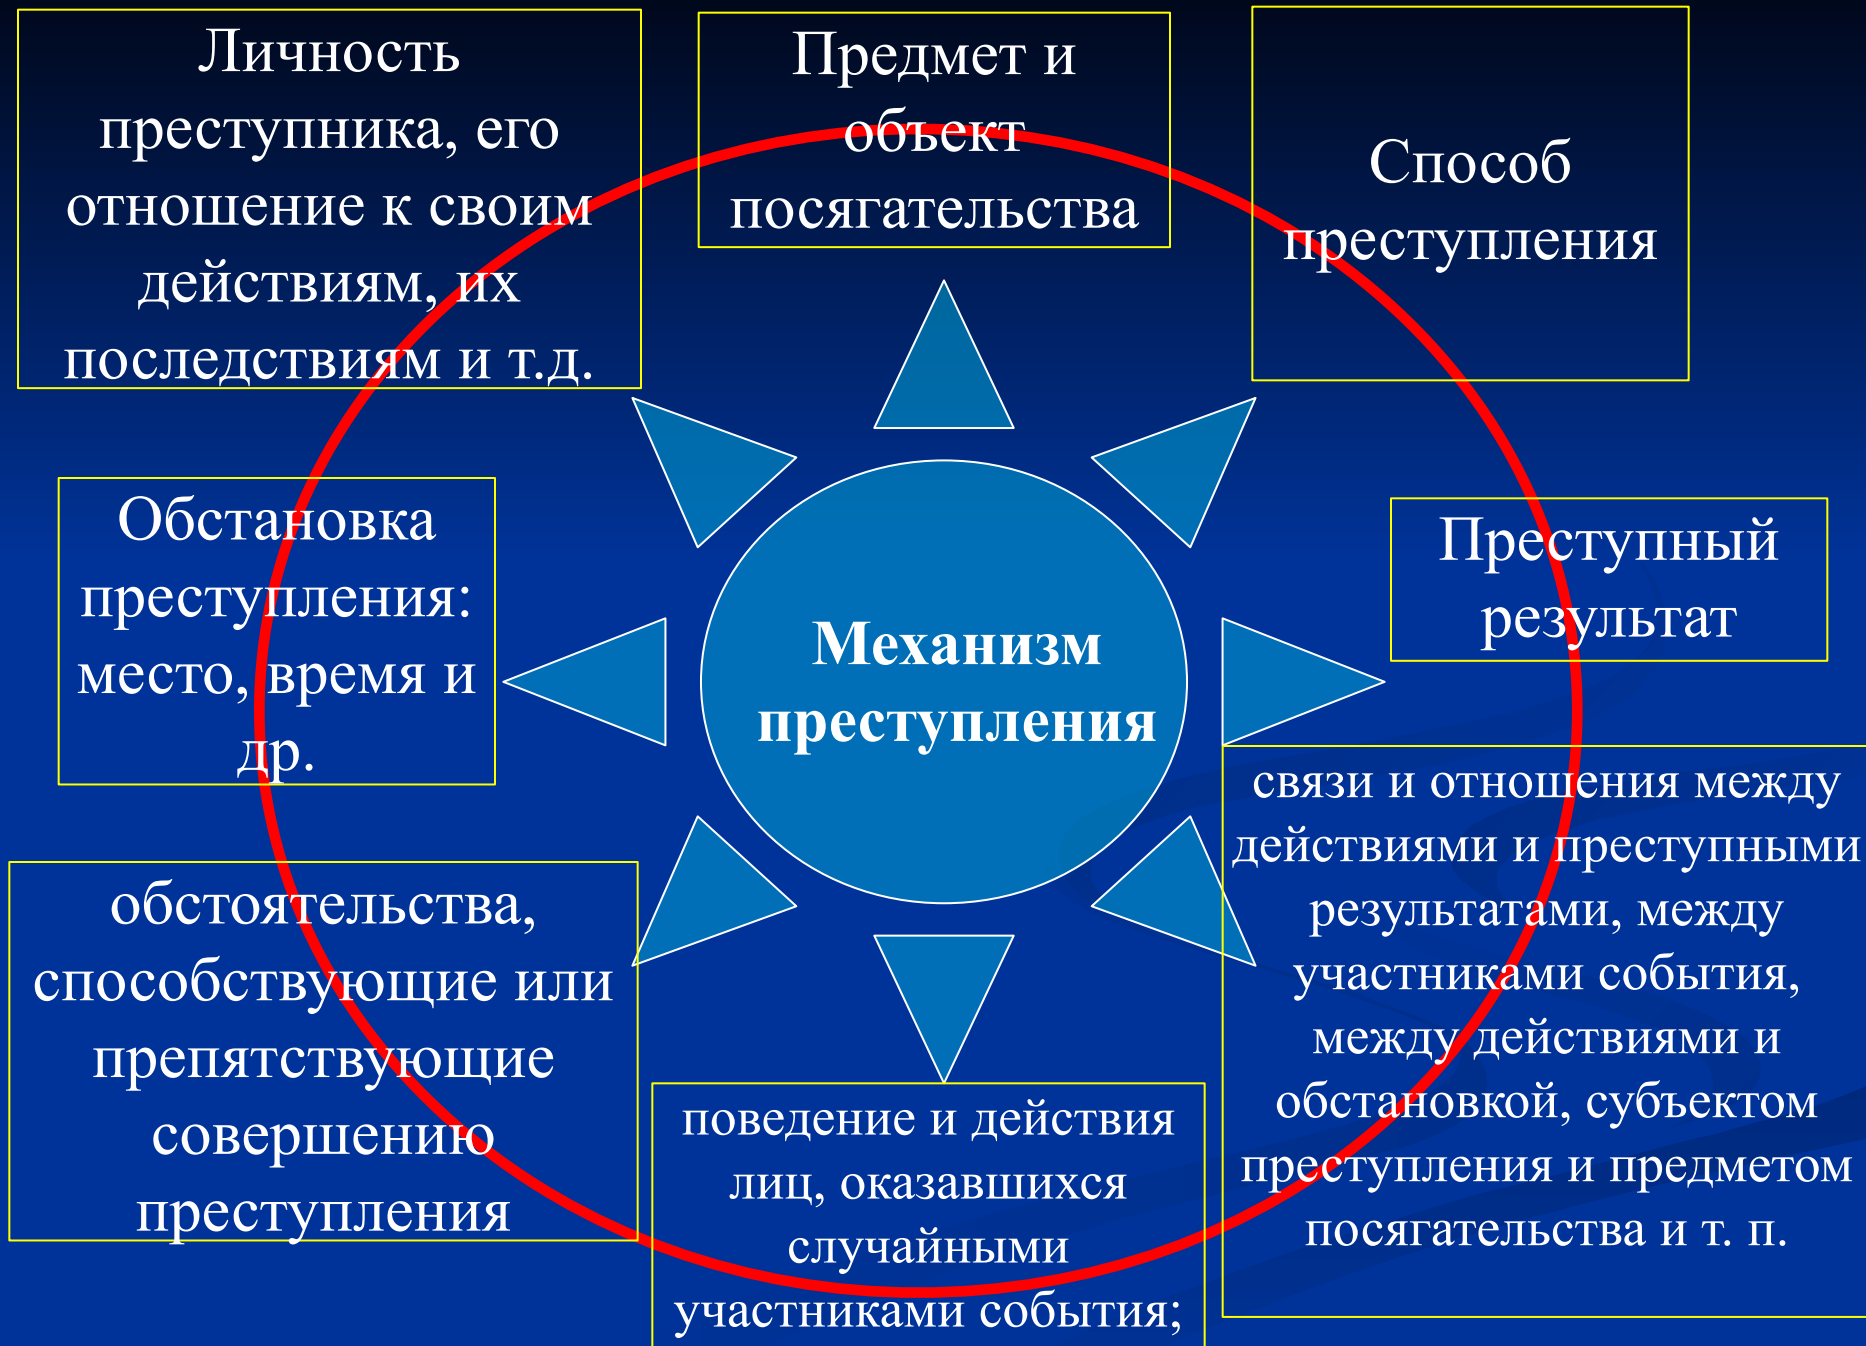 Личность
преступника, его
отношение к своим
действиям, их
последствиям и т.д.
Предмет и
объект
посягательства
Способ
преступления
Обстановка
преступления:
место, время и
др.
Механизм
преступления
Преступный
результат
обстоятельства,
способствующие или
препятствующие
совершению
преступления
поведение и действия
лиц, оказавшихся
случайными
участниками события;
связи и отношения между
действиями и преступными
результатами, между
участниками события,
между действиями и
обстановкой, субъектом
преступления и предметом
посягательства и т. п.